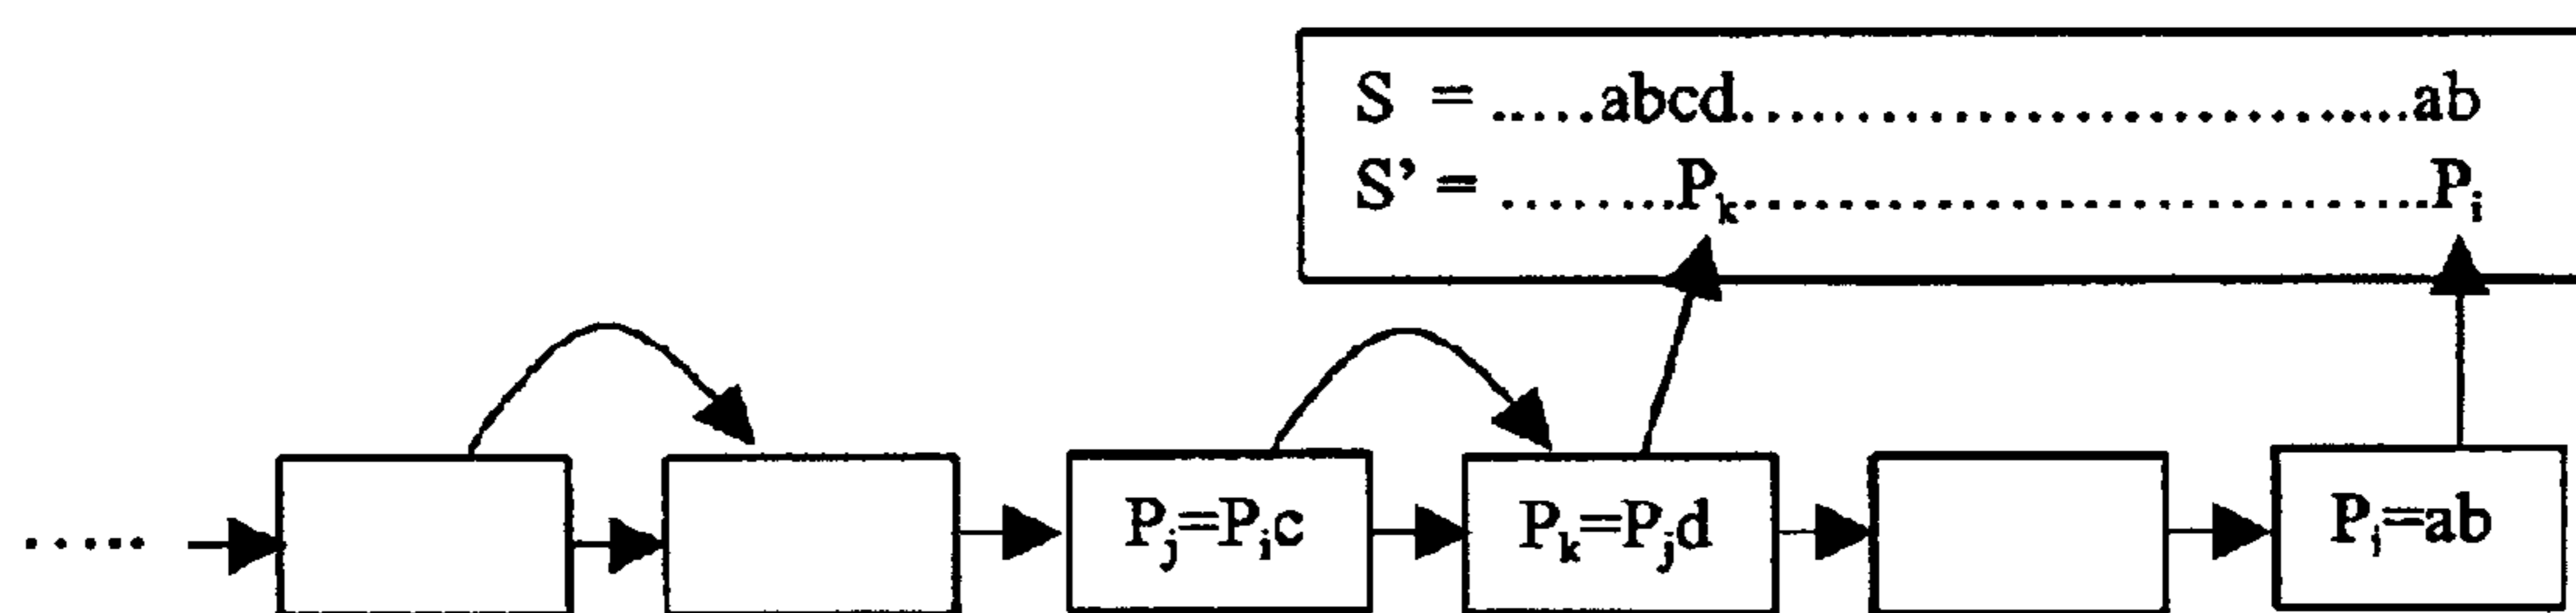 S = .....abcd.................................ab
S' = .........Pₖ.....................................Pᵢ
..... Pⱼ=Pᵢc Pₖ=Pⱼd Pᵢ=ab